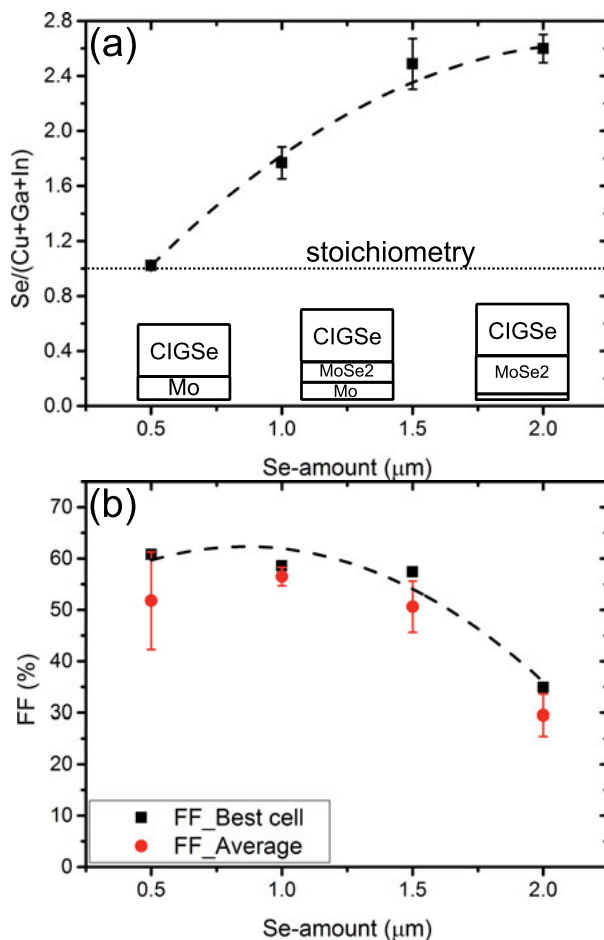 (a)
Se/(Cu+Ga+In)
2.8
2.4
2.0
1.6
1.2
0.8
0.4
0.0
stoichiometry
CIGSe
Mo
CIGSe
MoSe2
Mo
CIGSe
MoSe2
0.5 1.0 1.5 2.0
Se-amount (μm)
(b)
FF (%)
70
60
50
40
30
20
10
0
FF_Best cell
FF_Average
0.5 1.0 1.5 2.0
Se-amount (μm)